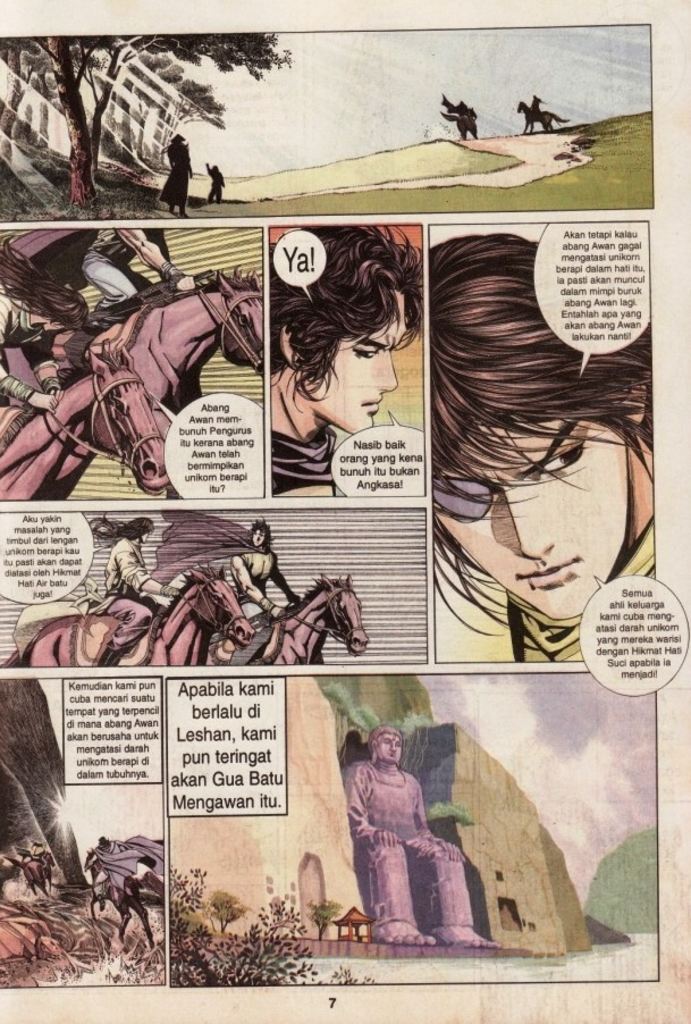 Abang
Awan mem-
bunuh Pengurus
itu kerana abang
Awan telah
bermimpikan
unikorn berapi
itu?
Ya!
Nasib baik
orang yang kena
bunuh itu bukan
Angkasa!
Akan tetapi kalau
abang Awan gagal
mengatasi unikorn
berapi dalam hati itu,
ia pasti akan muncul
dalam mimpi buruk
abang Awan lagi.
Entahlah apa yang
akan abang Awan
lakukan nanti!
Aku yakin
masalah yang
timbul dari lengan
unikorn berapi kau
itu pasti akan dapat
diatasi oleh Hikmat
Hati Air batu
juga!
Semua
ahli keluarga
kami cuba meng-
atasi darah unikorn
yang mereka warisi
dengan Hikmat Hati
Suci apabila ia
menjadi!
Kemudian kami pun
cuba mencari suatu
tempat yang terpencil
di mana abang Awan
akan berusaha untuk
mengatasi darah
unikorn berapi di
dalam tubuhnya.
Apabila kami
berlalu di
Leshan, kami
pun teringat
akan Gua Batu
Mengawan itu.
7